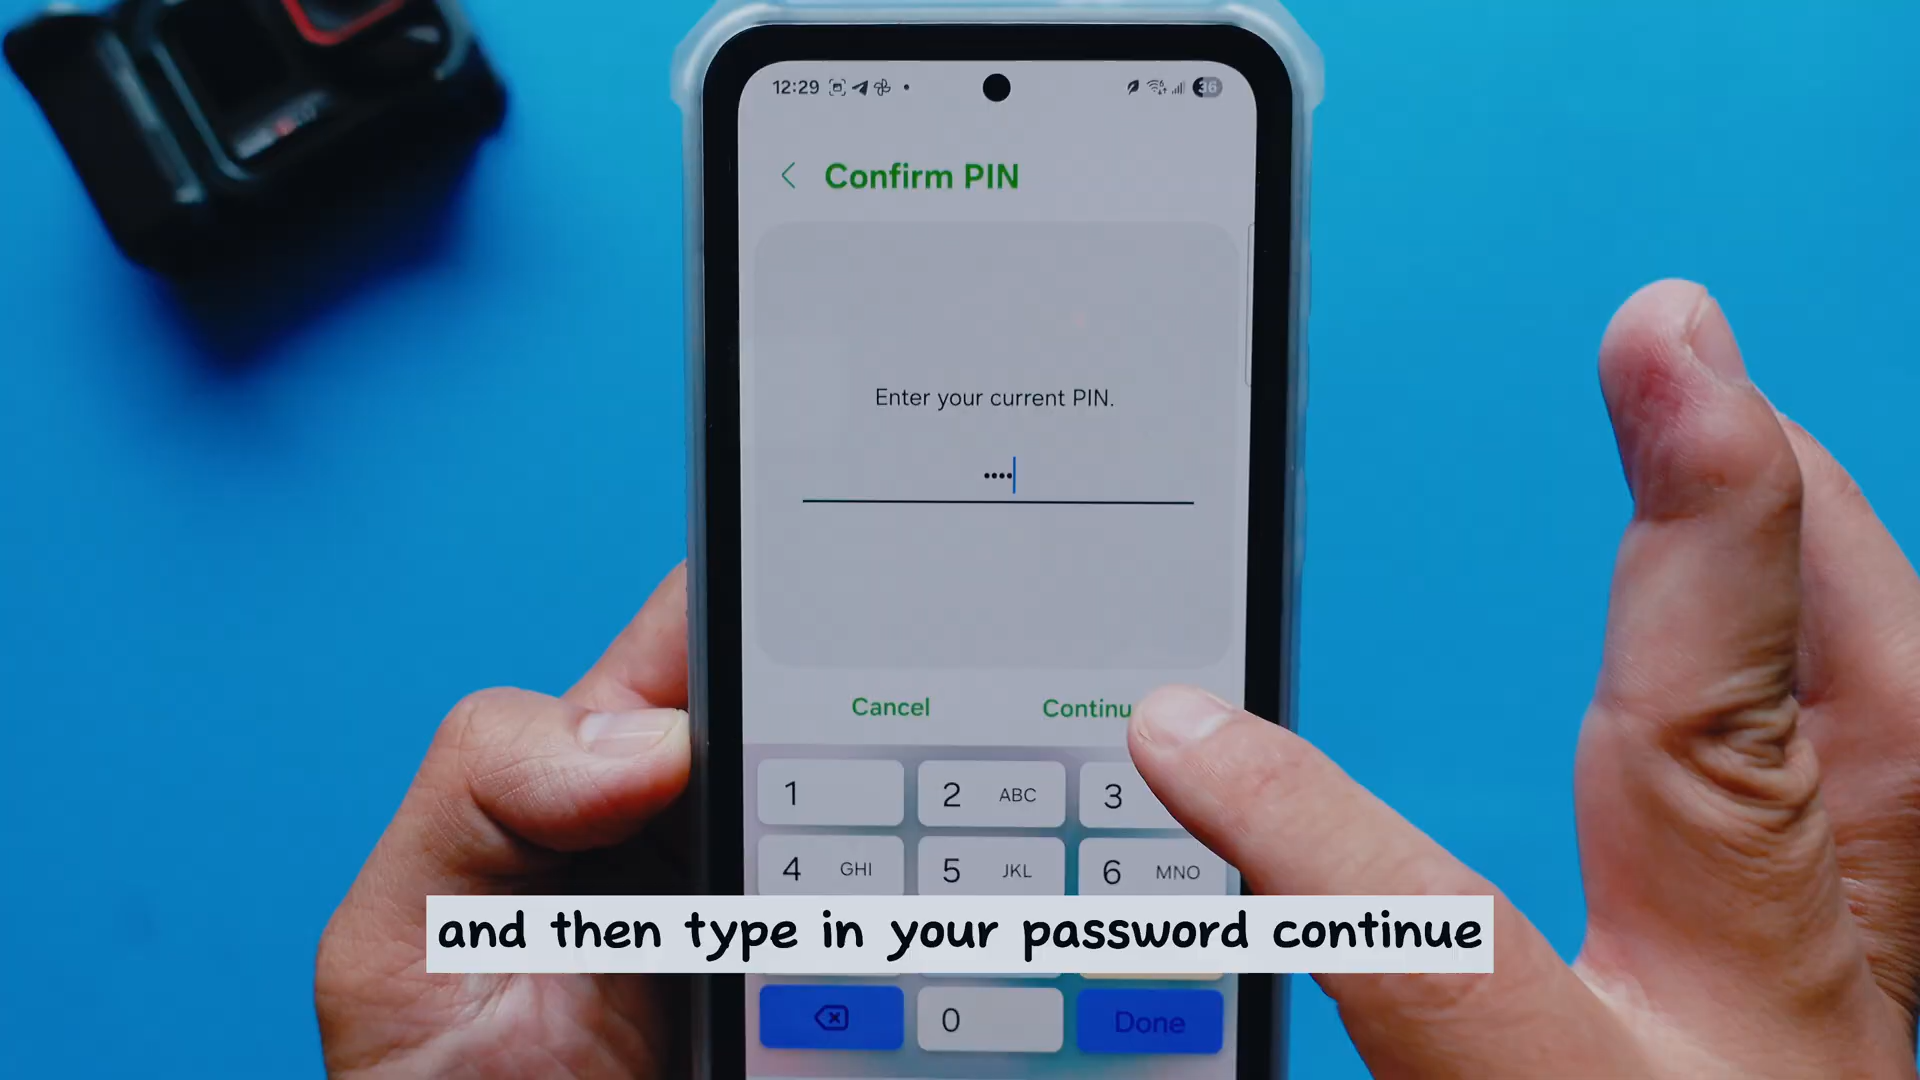 12:29
36
Confirm PIN
Enter your current PIN.
Cancel Continu
1 2 ABC 3
4 GHI 5 JKL 6 MNO
and then type in your password continue
0 Done